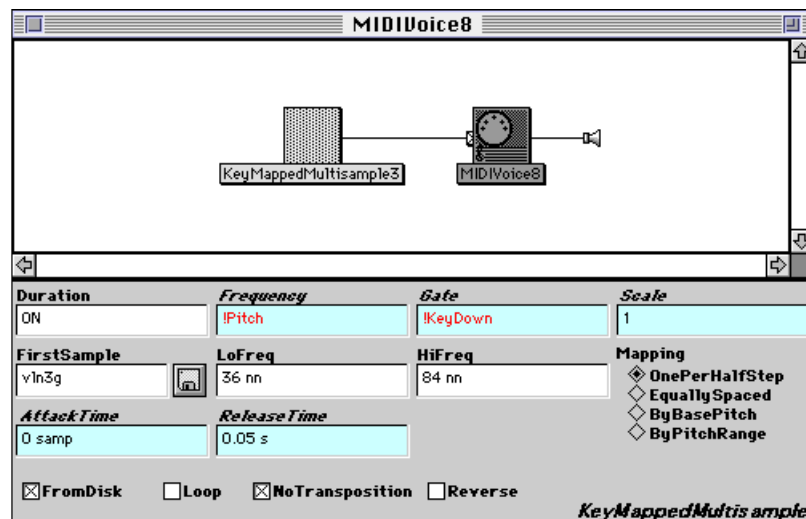 MIDIVoice8
KeyMappedMultisample3 MIDIVoice8
Duration Frequency Gate Scale
ON !Pitch !KeyDown 1
FirstSample LoFreq HiFreq Mapping
vln3g 36 nn 84 nn OnePerHalfStep
EquallySpaced
AttackTime ReleaseTime ByBasePitch
0 samp 0.05 s ByPitchRange
FromDisk Loop NoTransposition Reverse
KeyMappedMultisample